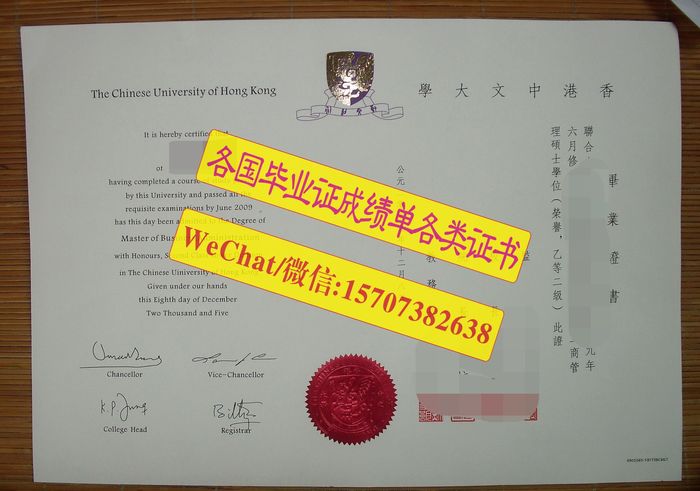 The Chinese University of Hong Kong
學大文中港香
It is hereby certified that
of
having completed a course of
by this University and passed all the
requisite examinations by June 2009
has this day been admitted to the Degree of
Master of Business Administration
with Honours, Second Class
in The Chinese University of Hong Kong
Given under our hands
this Eighth day of December
Two Thousand and Five
Chancellor
Vice-Chancellor
College Head
Registrar
畢業證書
聯合
六月修
九年
商管
理碩士學位（榮譽，乙等二級）此證
公元
十二月
教務
各国毕业证成绩单各类证书
WeChat/微信:15707382638